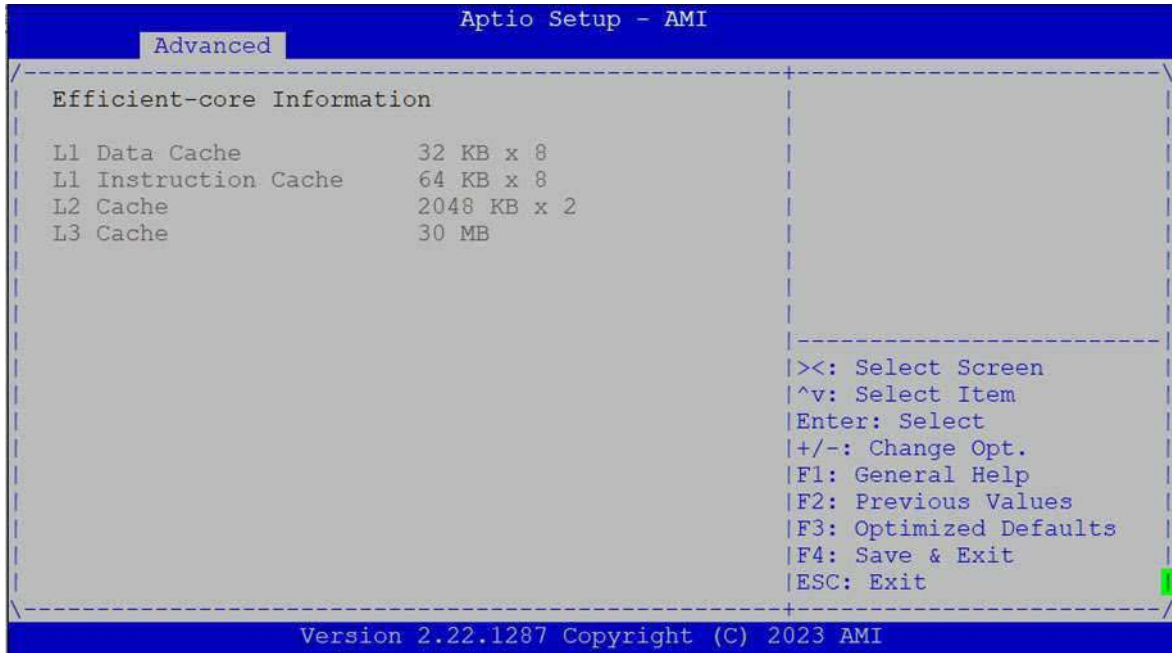 Aptio Setup - AMI
Advanced
Efficient-core Information
L1 Data Cache 32 KB x 8
L1 Instruction Cache 64 KB x 8
L2 Cache 2048 KB x 2
L3 Cache 30 MB
><: Select Screen
^v: Select Item
Enter: Select
+/-: Change Opt.
F1: General Help
F2: Previous Values
F3: Optimized Defaults
F4: Save & Exit
ESC: Exit
Version 2.22.1287 Copyright (C) 2023 AMI